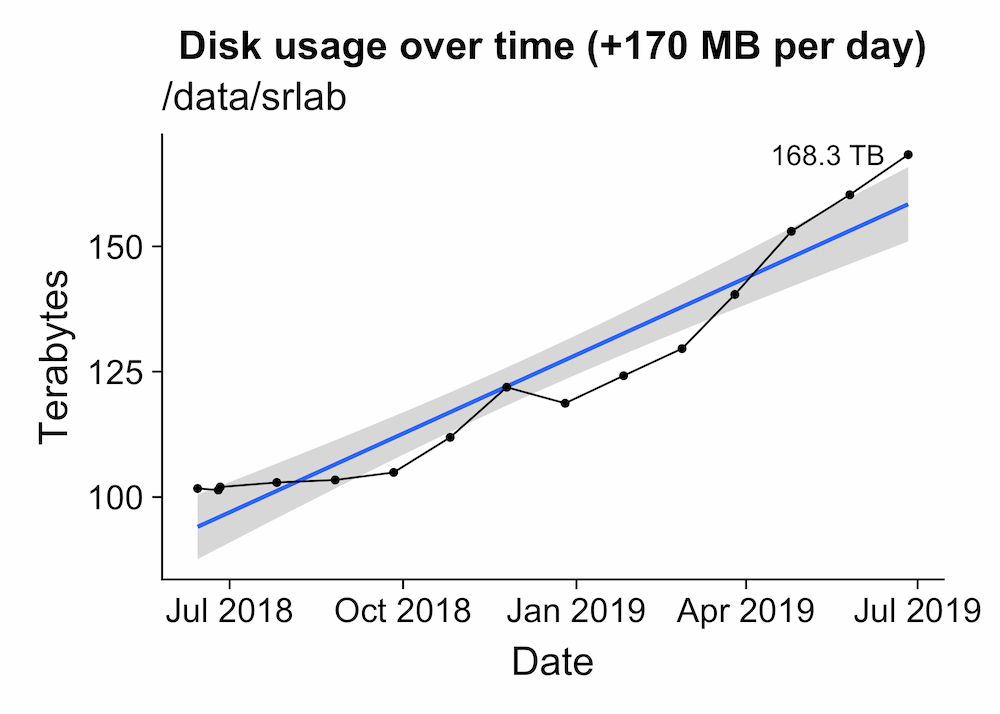 Disk usage over time (+170 MB per day)
/data/srlab
168.3 TB
Terabytes
150
125
100
Jul 2018 Oct 2018 Jan 2019 Apr 2019 Jul 2019
Date